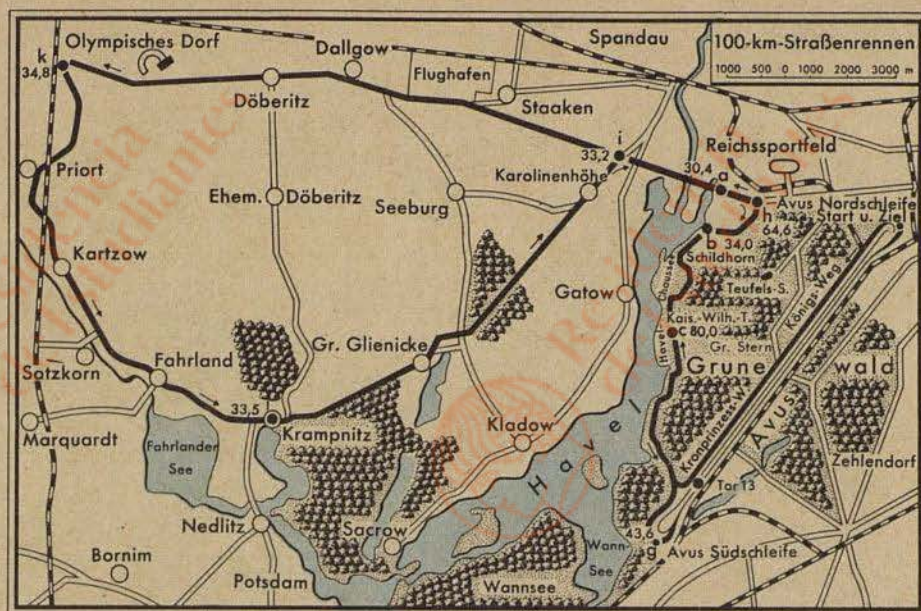 100-km-Straßenrennen
1000 500 0 1000 2000 3000 m
Spandau
k
34,8
Olympisches Dorf
Dallgow
Flughafen
Döberitz
Staaken
Reichssportfeld
i
33,2
30,4
a
Priort
Karolinenhöhe
Ehem. Döberitz
Seeburg
Avus Nordschleife
h
Start u. Ziel
64,6
b 34,0
Schildhorn
Kartzow
Teufels-S.
Havel-Chaussee
Königs-Weg
Gatow
Kais.-Wilh.-T.
c 80,0
Gr. Stern
Satzkorn
Fahrland
Gr. Glienicke
Grune
wald
Kronprinzess-W.
Avus
33,5
Krampnitz
Marquardt
Fahrlander
See
Kladow
Havel
Zehlendorf
Tor 13
Nedlitz
Sacrow
43,6
g
Avus Südschleife
Wann-
See
Bornim
Potsdam
Wannsee
Residencia
de Estudiantes
Residencia